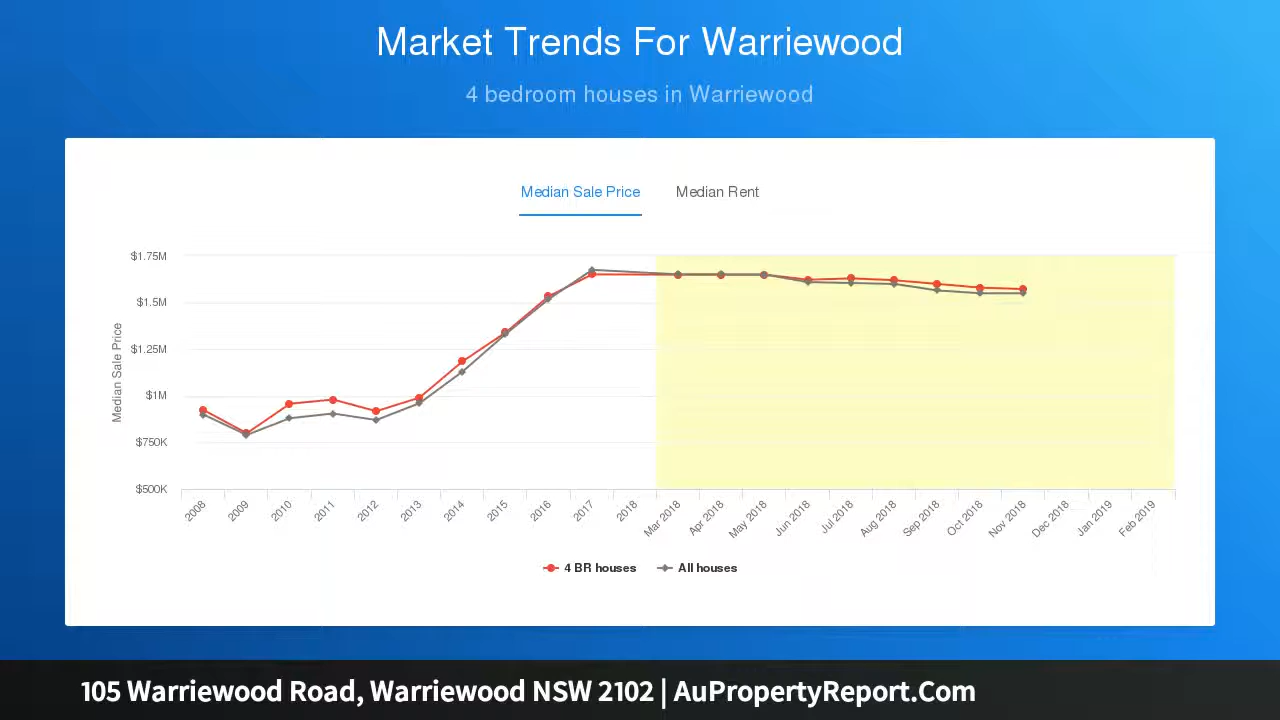 Market Trends For Warriewood
4 bedroom houses in Warriewood
Median Sale Price Median Rent
Median Sale Price
$1.75M
$1.5M
$1.25M
$1M
$750K
$500K
2008 2009 2010 2011 2012 2013 2014 2015 2016 2017 2018 Mar 2018 Apr 2018 May 2018 Jun 2018 Jul 2018 Aug 2018 Sep 2018 Oct 2018 Nov 2018 Dec 2018 Jan 2019 Feb 2019
4 BR houses All houses
105 Warriewood Road, Warriewood NSW 2102 | AuPropertyReport.Com